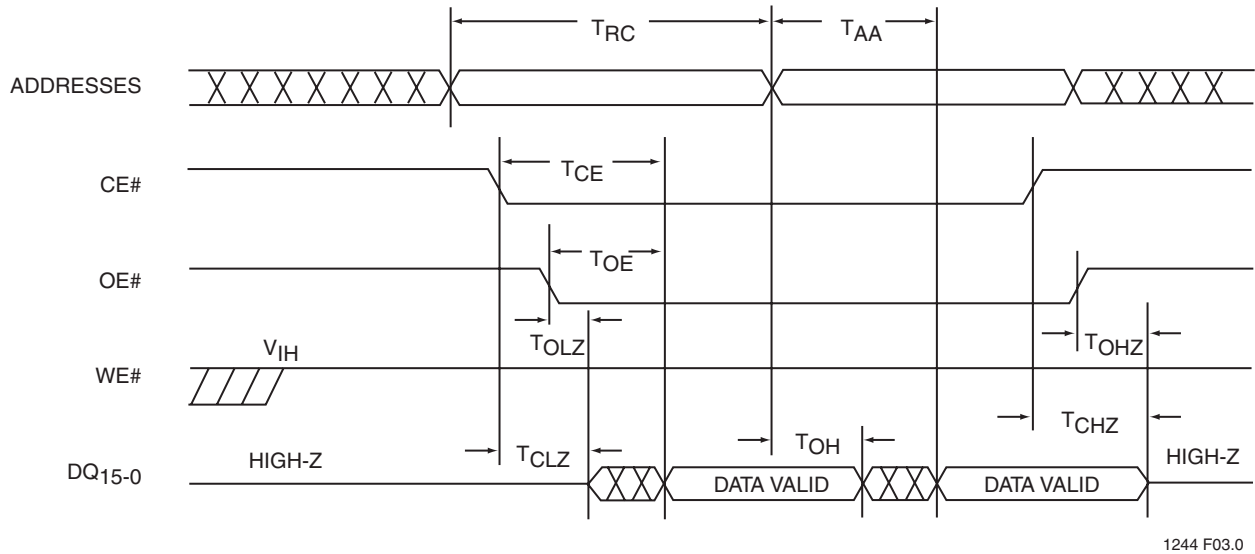 TRC
TAA
ADDRESSES
TCE
CE#
TOE
OE#
TOLZ
TOHZ
VIH
WE#
TCHZ
TCLZ
TOH
HIGH-Z
HIGH-Z
DQ15-0
DATA VALID
DATA VALID
1244 F03.0